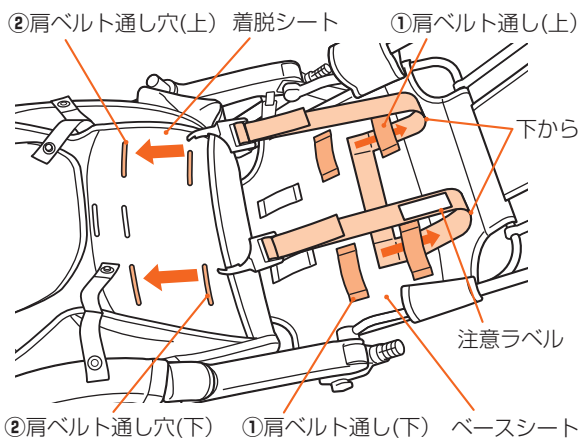 ②肩ベルト通し穴(上)
着脱シート
①肩ベルト通し(上)
下から
注意ラベル
②肩ベルト通し穴(下)
①肩ベルト通し(下)
ベースシート